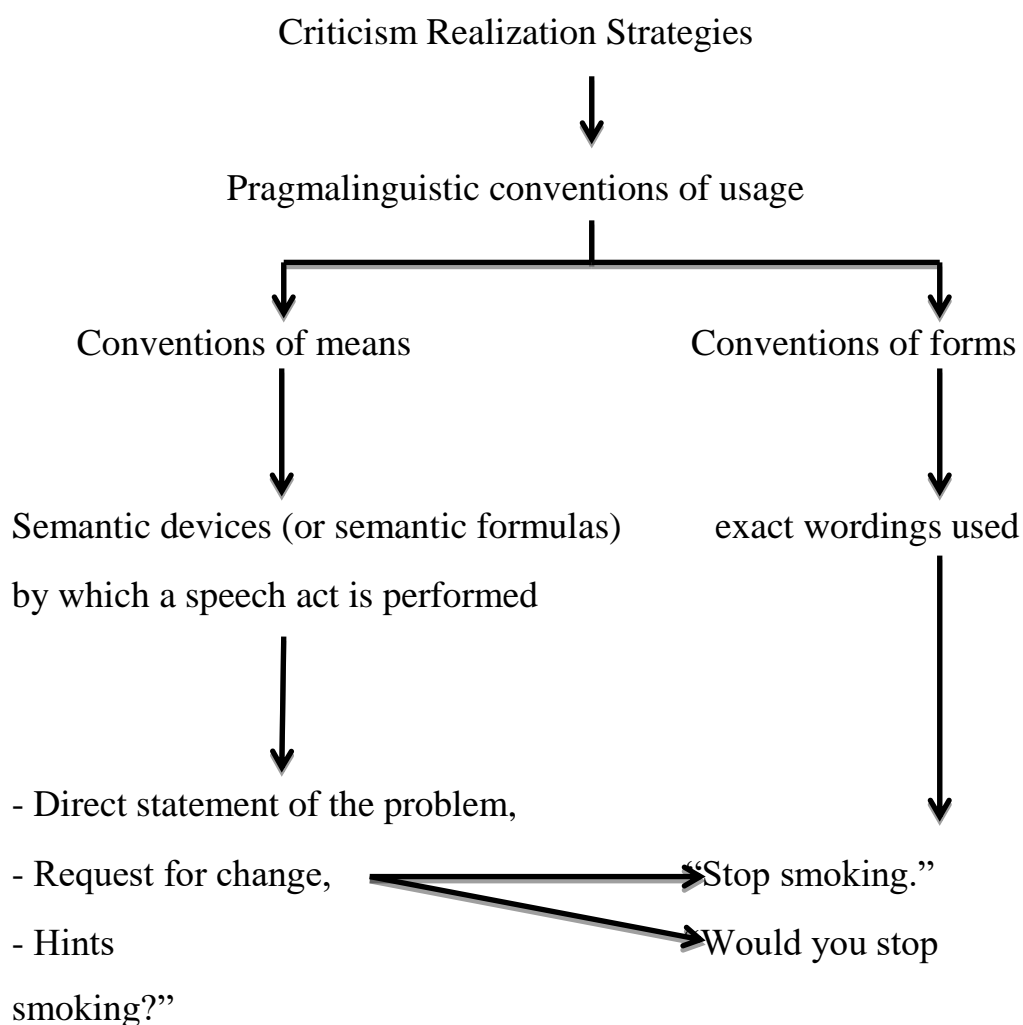 Criticism Realization Strategies
Pragmalinguistic conventions of usage
Conventions of means
Conventions of forms
Semantic devices (or semantic formulas)
by which a speech act is performed
exact wordings used
- Direct statement of the problem,
- Request for change,
“Stop smoking.”
- Hints
“Would you stop
smoking?”